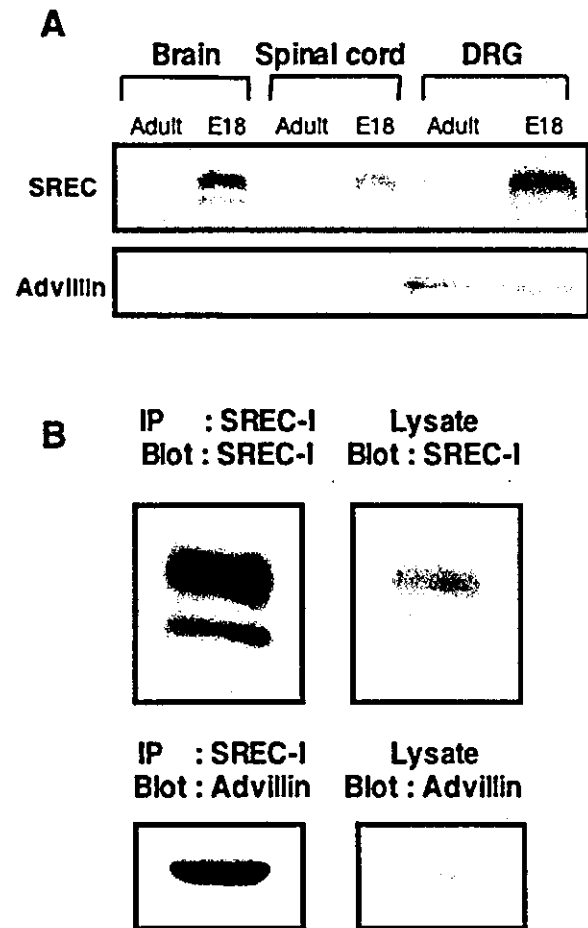 A
Brain Spinal cord DRG
Adult E18 Adult E18 Adult E18
SREC
Advillin
B
IP : SREC-I
Blot : SREC-I
Lysate
Blot : SREC-I
IP : SREC-I
Blot : Advillin
Lysate
Blot : Advillin